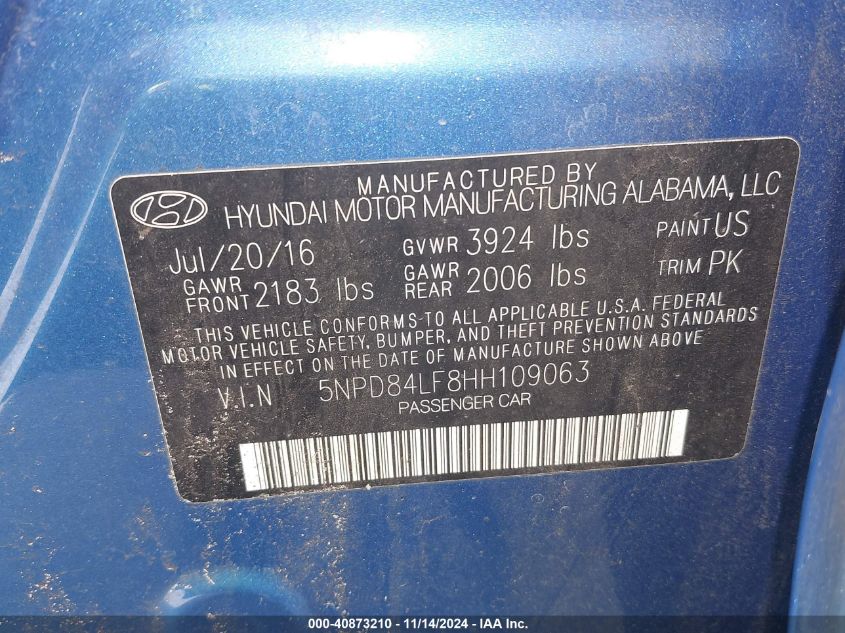 MANUFACTURED BY
HYUNDAI MOTOR MANUFACTURING ALABAMA, LLC
Jul/20/16 GVWR 3924 lbs PAINT US
GAWR FRONT 2183 lbs GAWR REAR 2006 lbs TRIM PK
THIS VEHICLE CONFORMS-TO ALL APPLICABLE U.S.A. FEDERAL
MOTOR VEHICLE SAFETY, BUMPER, AND THEFT PREVENTION STANDARDS
IN EFFECT ON THE DATE OF MANUFACTURE SHOWN ABOVE
V.I.N 5NPD84LF8HH109063
PASSENGER CAR
000-40873210 - 11/14/2024 - IAA Inc.